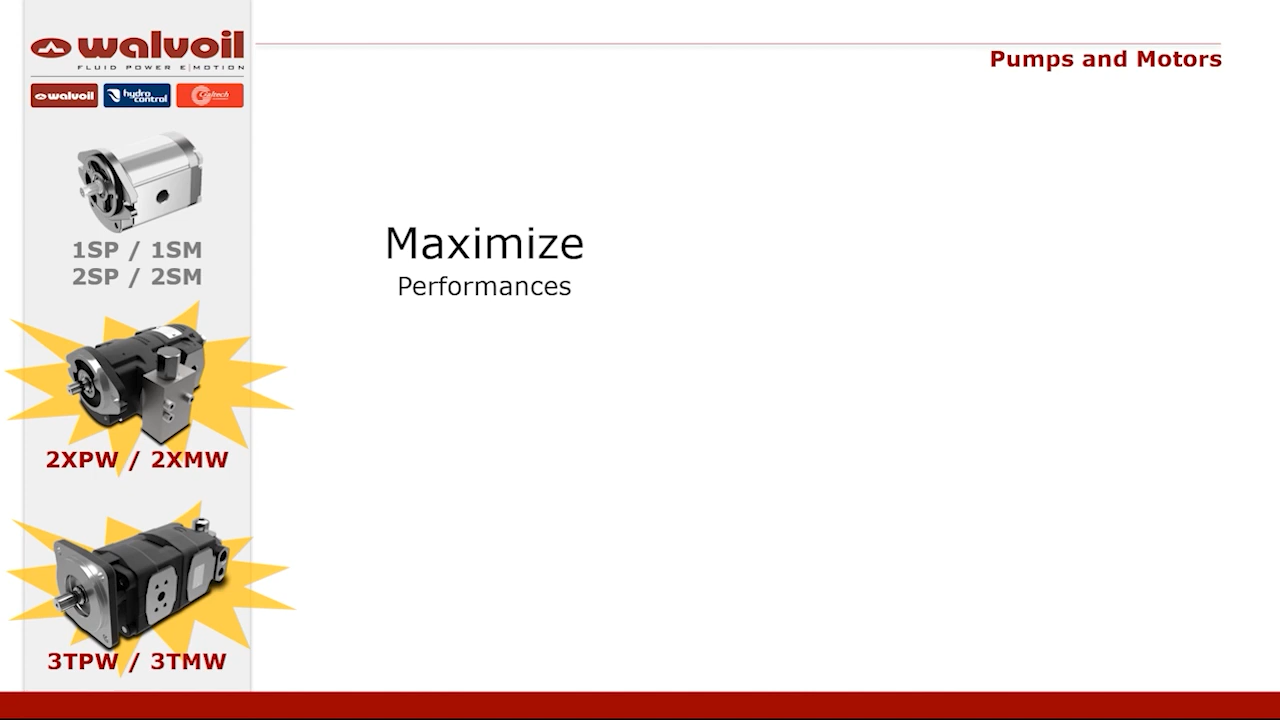 walvoil
FLUID POWER E|MOTION
walvoil
hydro
control
Galtech
Pumps and Motors
1SP / 1SM
2SP / 2SM
Maximize
Performances
2XPW / 2XMW
3TPW / 3TMW